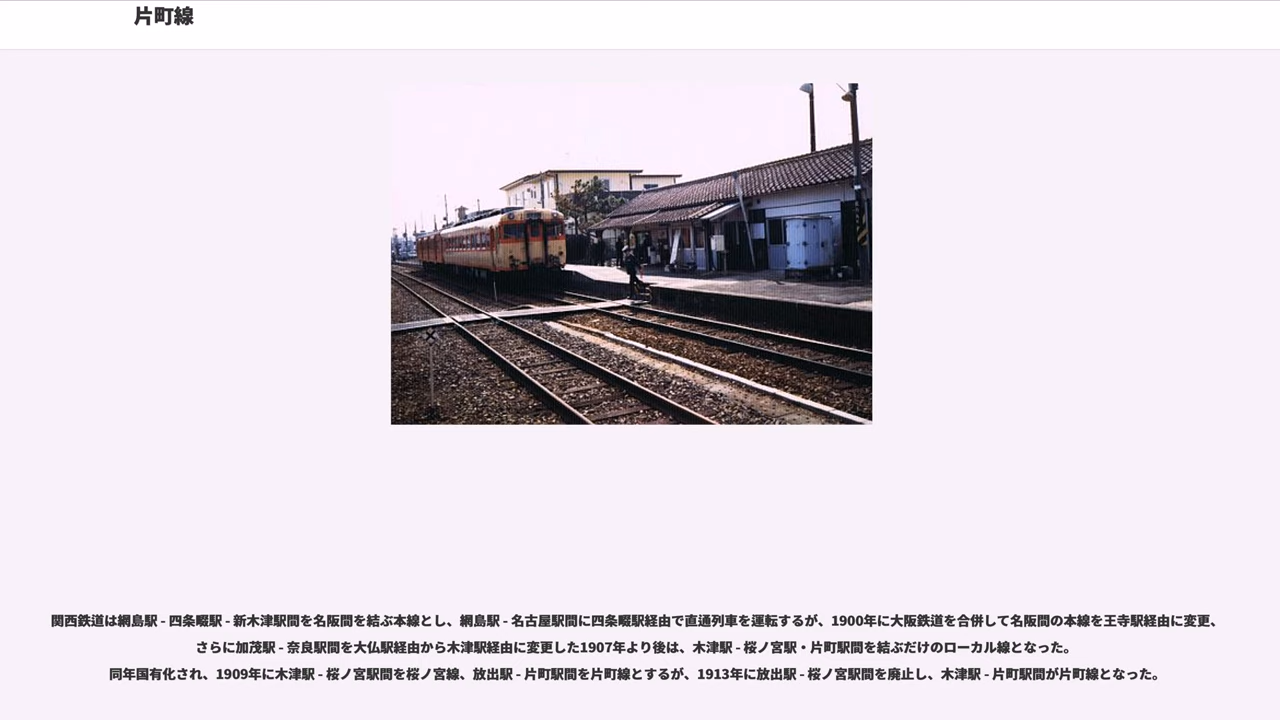 片町線
関西鉄道は網島駅 - 四条畷駅 - 新木津駅間を名阪間を結ぶ本線とし、網島駅 - 名古屋駅間に四条畷駅経由で直通列車を運転するが、1900年に大阪鉄道を合併して名阪間の本線を王寺駅経由に変更、
さらに加茂駅 - 奈良駅間を大仏駅経由から木津駅経由に変更した1907年より後は、木津駅 - 桜ノ宮駅・片町駅間を結ぶだけのローカル線となった。
同年国有化され、1909年に木津駅 - 桜ノ宮駅間を桜ノ宮線、放出駅 - 片町駅間を片町線とするが、1913年に放出駅 - 桜ノ宮駅間を廃止し、木津駅 - 片町駅間が片町線となった。